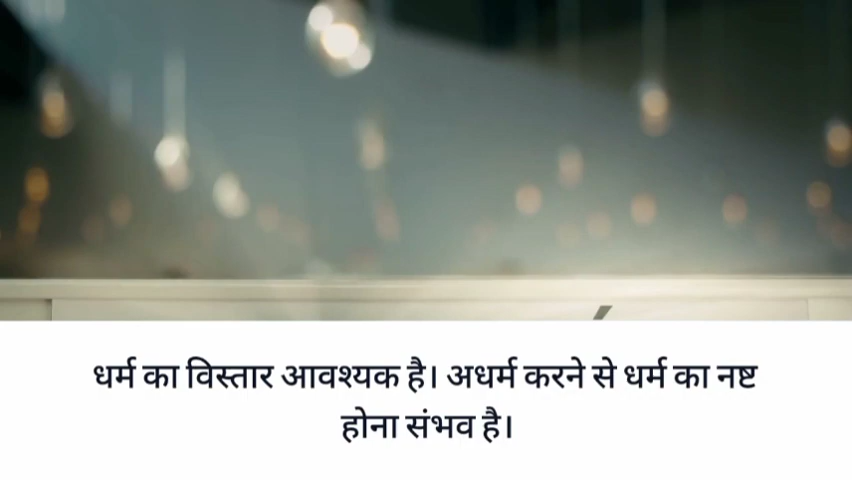 धर्म का विस्तार आवश्यक है। अधर्म करने से धर्म का नष्ट
होना संभव है।